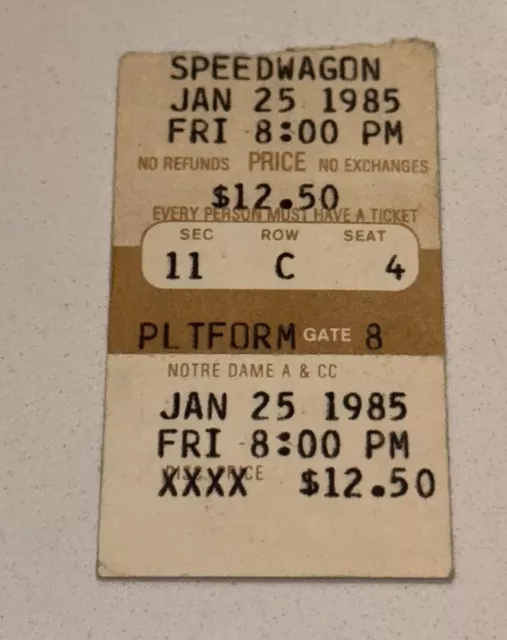 SPEEDWAGON
JAN 25 1985
FRI 8:00 PM
NO REFUNDS PRICE NO EXCHANGES
$12.50
EVERY PERSON MUST HAVE A TICKET
SEC ROW SEAT
11 C 4
PLTFORM GATE 8
NOTRE DAME A & CC
JAN 25 1985
FRI 8:00 PM
DISC. PRICE
XXXX $12.50